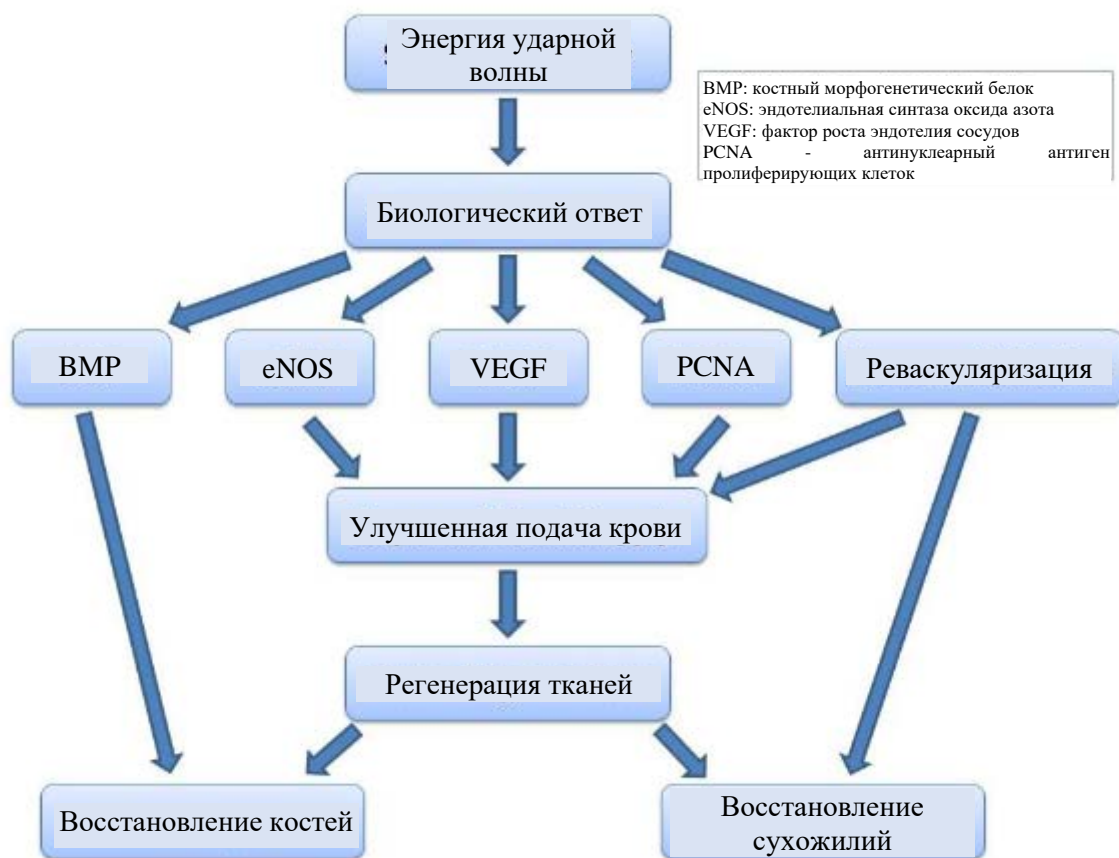 Энергия ударной
волны
BMP: костный морфогенетический белок
eNOS: эндотелиальная синтаза оксида азота
VEGF: фактор роста эндотелия сосудов
PCNA - антинуклеарный антиген
пролиферирующих клеток
Биологический ответ
BMP
eNOS
VEGF
PCNA
Реваскуляризация
Улучшенная подача крови
Регенерация тканей
Восстановление костей
Восстановление
сухожилий